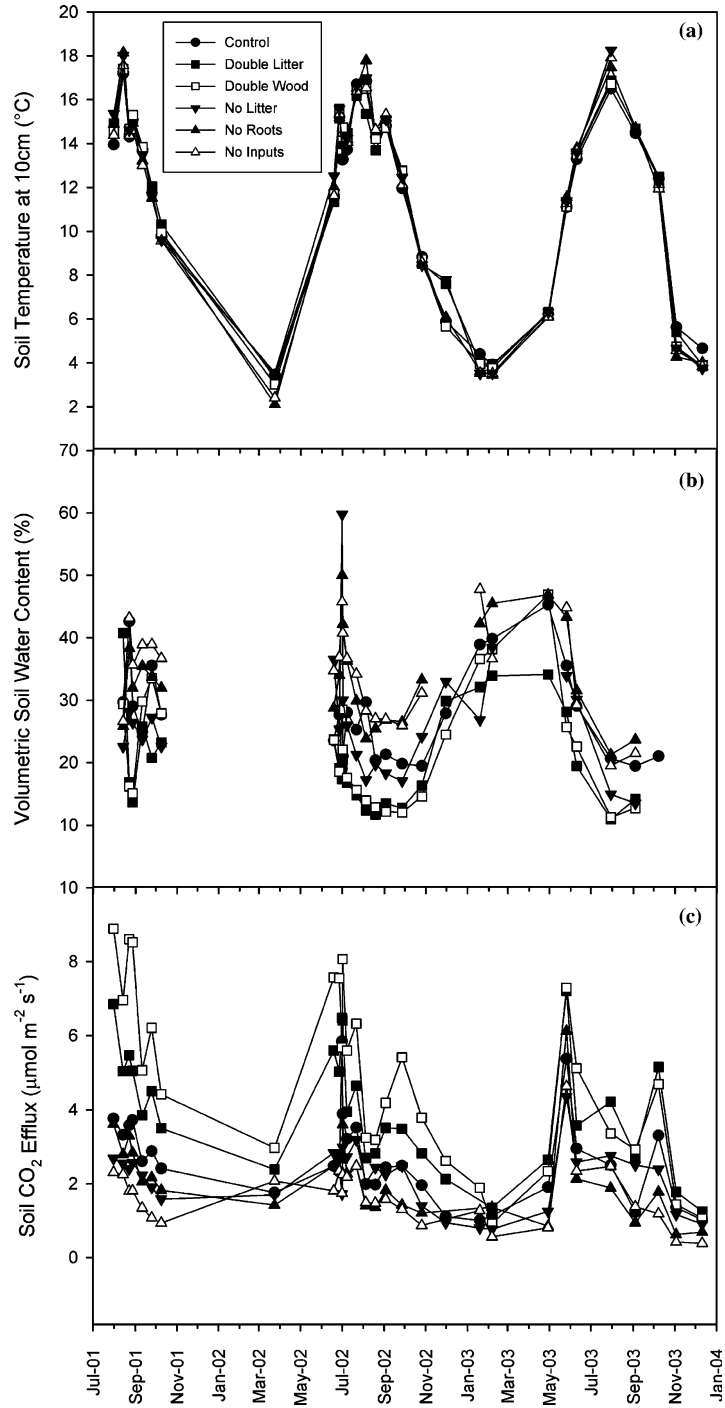 (a)
Control
Double Litter
Double Wood
No Litter
No Roots
No Inputs
Soil Temperature at 10cm (°C)
20
18
16
14
12
10
8
6
4
2
(b)
Volumetric Soil Water Content (%)
70
60
50
40
30
20
10
(c)
Soil CO₂ Efflux (μmol m⁻² s⁻¹)
10
8
6
4
2
0
Jul-01
Sep-01
Nov-01
Jan-02
Mar-02
May-02
Jul-02
Sep-02
Nov-02
Jan-03
Mar-03
May-03
Jul-03
Sep-03
Nov-03
Jan-04